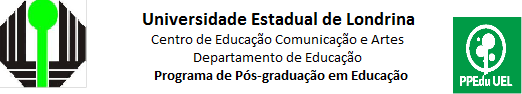 Universidade Estadual de Londrina
Centro de Educação Comunicação e Artes
Departamento de Educação
Programa de Pós-graduação em Educação
PPEdu UEL